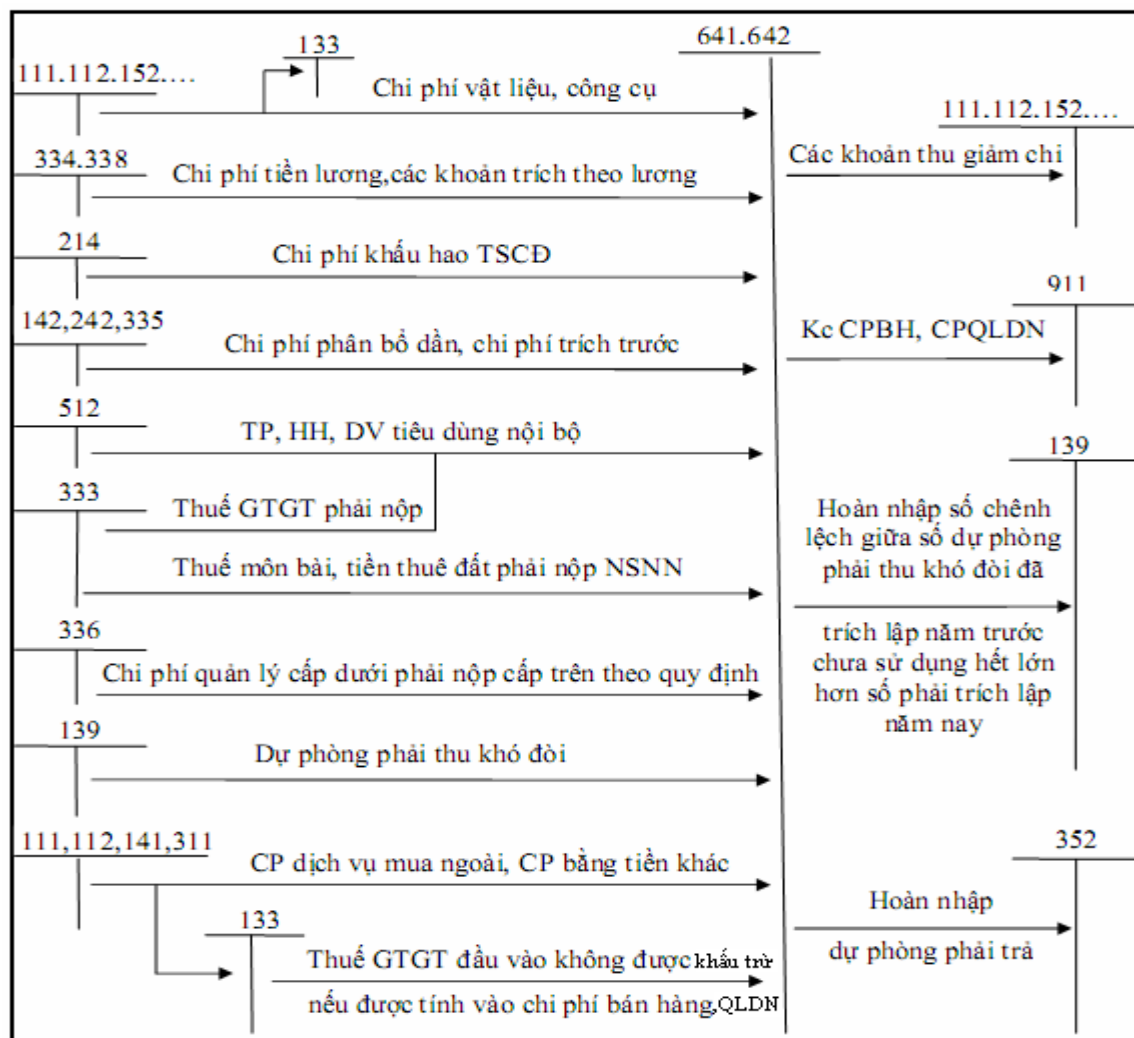 133
641.642
111.112.152....
Chi phí vật liệu, công cụ
111.112.152....
334.338
Các khoản thu giảm chi
Chi phí tiền lương,các khoản trích theo lương
214
Chi phí khấu hao TSCĐ
911
142,242,335
Kc CPBH, CPQLDN
Chi phí phân bổ dần, chi phí trích trước
512
TP, HH, DV tiêu dùng nội bộ
139
333
Thuế GTGT phải nộp
Hoàn nhập số chênh
lệch giữa số dự phòng
phải thu khó đòi đã
Thuế môn bài, tiền thuê đất phải nộp NSNN
336
trích lập năm trước
chưa sử dụng hết lớn
hơn số phải trích lập
năm nay
Chi phí quản lý cấp dưới phải nộp cấp trên theo quy định
139
Dự phòng phải thu khó đòi
111,112,141,311
352
CP dịch vụ mua ngoài, CP bằng tiền khác
Hoàn nhập
dự phòng phải trả
133
Thuế GTGT đầu vào không được khấu trừ
nếu được tính vào chi phí bán hàng,QLDN